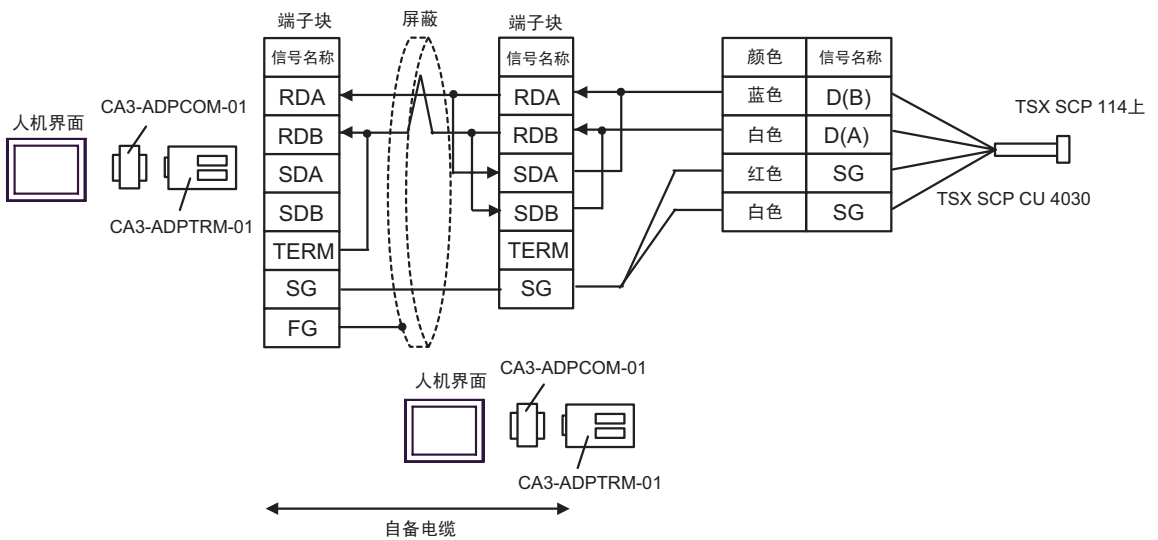 端子块
屏蔽
端子块
信号名称
信号名称
颜色
信号名称
RDA
RDA
蓝色
D(B)
TSX SCP 114上
CA3-ADPCOM-01
人机界面
RDB
RDB
白色
D(A)
SDA
SDA
红色
SG
TSX SCP CU 4030
CA3-ADPTRM-01
SDB
SDB
白色
SG
TERM
TERM
SG
SG
FG
CA3-ADPCOM-01
人机界面
CA3-ADPTRM-01
自备电缆